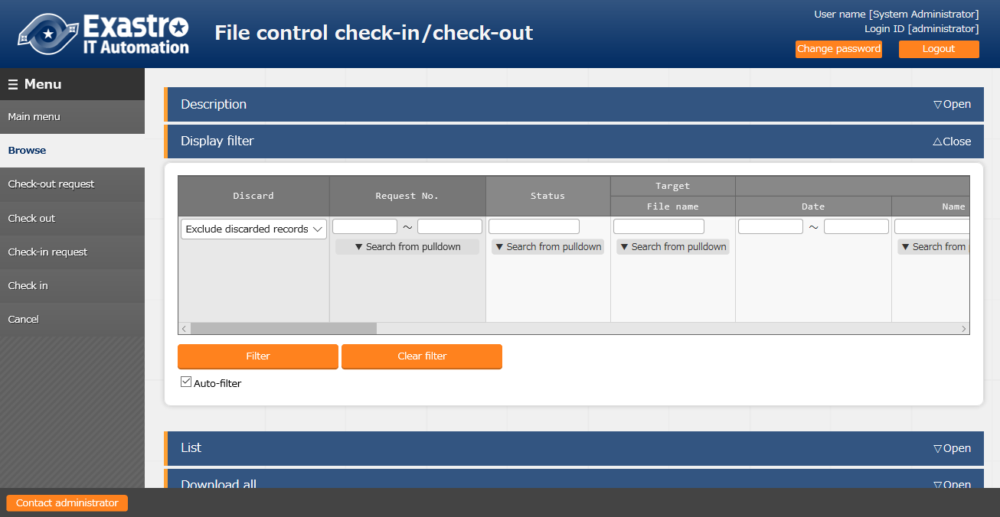 Exastro
IT Automation
File control check-in/check-out
User name [System Administrator]
Login ID [administrator]
Change password
Logout
☰ Menu
Main menu
Browse
Check-out request
Check out
Check-in request
Check in
Cancel
Description
▽Open
Display filter
△Close
Discard
Request No.
Status
Target
File name
Date
Name
Exclude discarded records
~
~
▼ Search from pulldown
▼ Search from pulldown
▼ Search from pulldown
▼ Search from
Filter
Clear filter
Auto-filter
List
▽Open
Download all
▽Open
Contact administrator